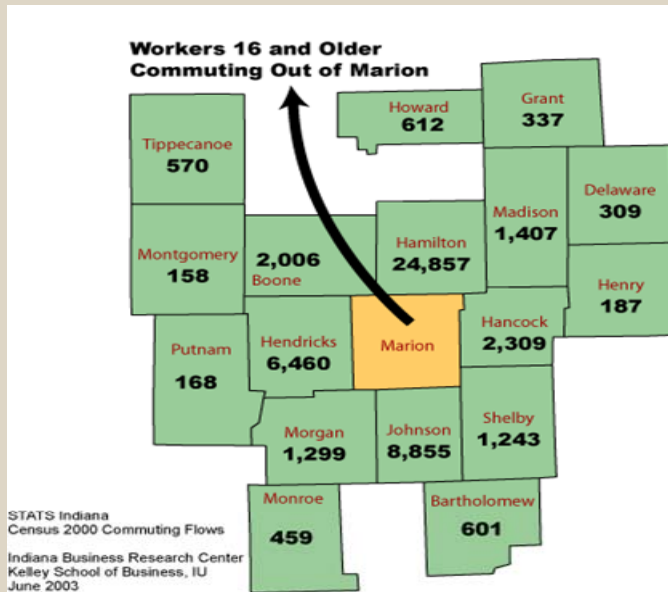 Workers 16 and Older
Commuting Out of Marion
Howard
612
Grant
337
Tippecanoe
570
Delaware
309
Madison
1,407
Montgomery
158
2,006
Boone
Hamilton
24,857
Henry
187
Putnam
168
Hendricks
6,460
Marion
Hancock
2,309
Morgan
1,299
Johnson
8,855
Shelby
1,243
Monroe
459
Bartholomew
601
STATS Indiana
Census 2000 Commuting Flows
Indiana Business Research Center
Kelley School of Business, IU
June 2003